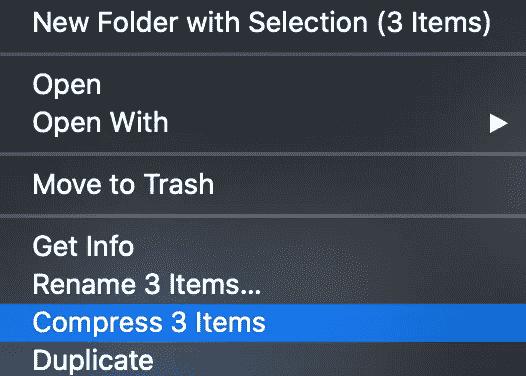 New Folder with Selection (3 Items)
Open
Open With
Move to Trash
Get Info
Rename 3 Items...
Compress 3 Items
Duplicate